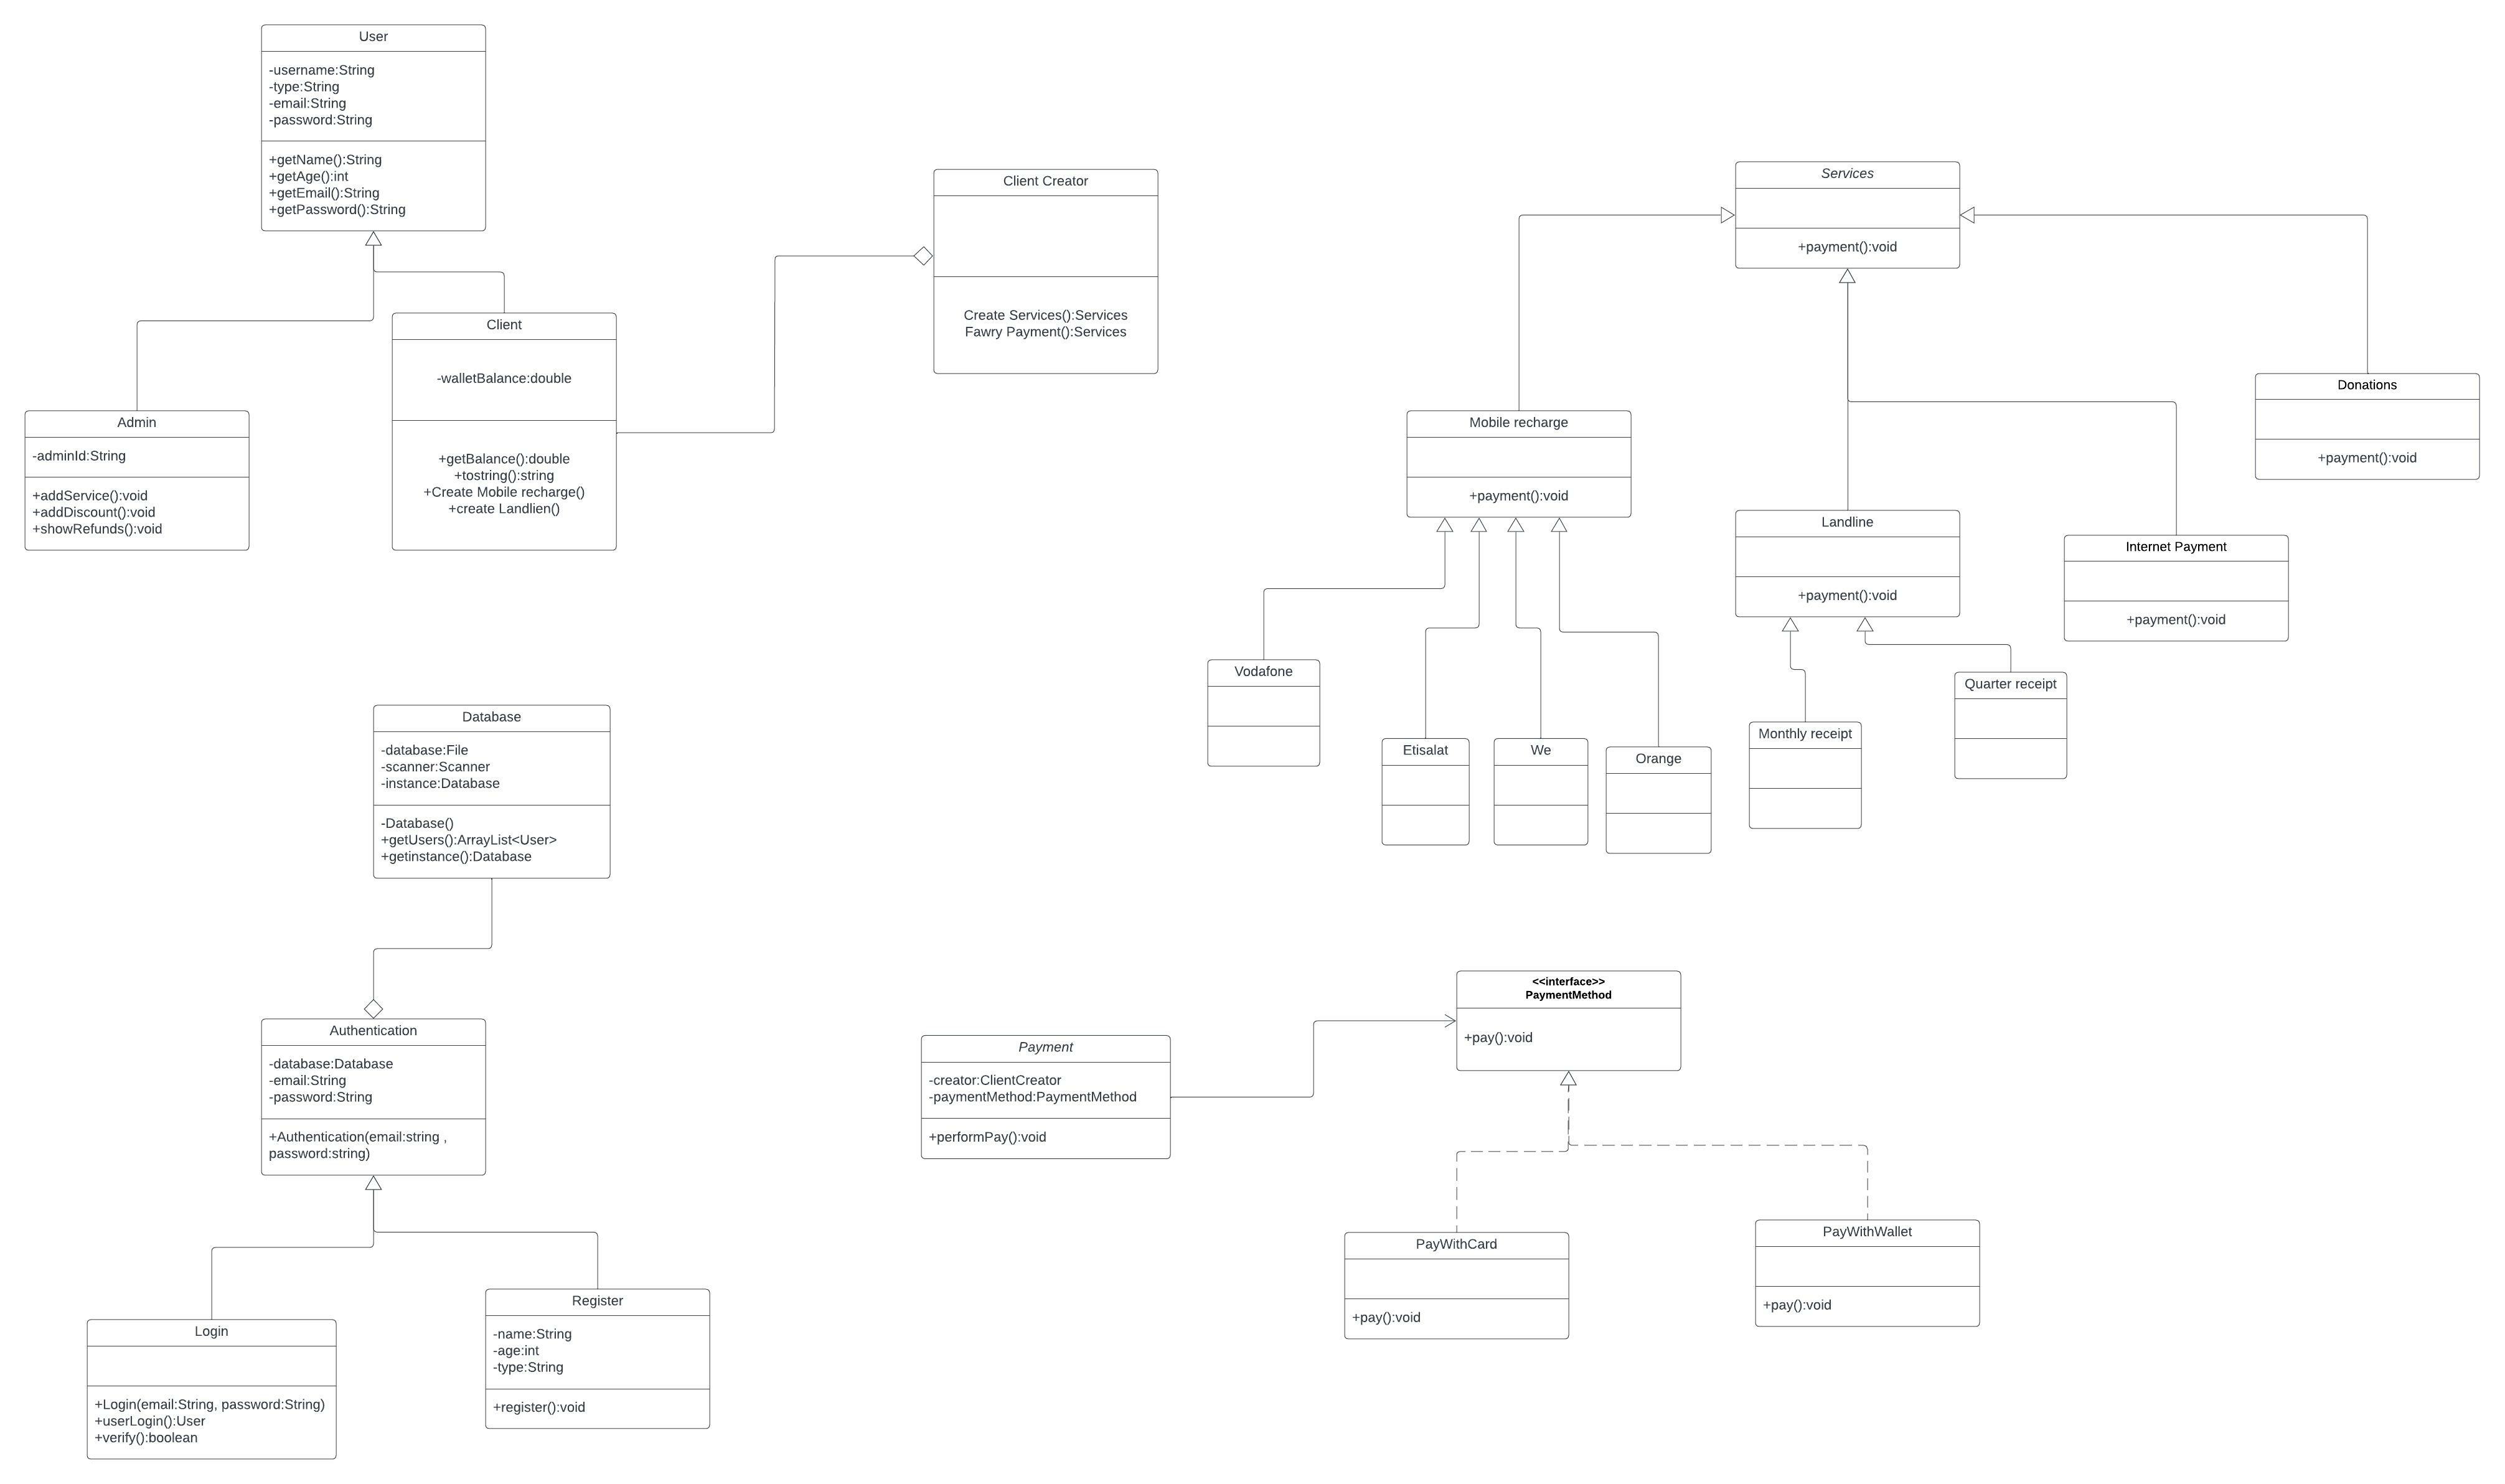 User
-username:String
-type:String
-email:String
-password:String
+getName():String
+getAge():int
+getEmail():String
+getPassword():String
Client Creator
Create Services():Services
Fawry Payment():Services
Services
+payment():void
Client
-walletBalance:double
+getBalance():double
+tostring():string
+Create Mobile recharge()
+create Landlien()
Admin
-adminId:String
+addService():void
+addDiscount():void
+showRefunds():void
Mobile recharge
+payment():void
Donations
+payment():void
Landline
+payment():void
Internet Payment
+payment():void
Vodafone
Etisalat
We
Orange
Monthly receipt
Quarter receipt
Database
-database:File
-scanner:Scanner
-instance:Database
-Database()
+getUsers():ArrayList<User>
+getinstance():Database
Authentication
-database:Database
-email:String
-password:String
+Authentication(email:string ,
password:string)
Login
+Login(email:String, password:String)
+userLogin():User
+verify():boolean
Register
-name:String
-age:int
-type:String
+register():void
Payment
-creator:ClientCreator
-paymentMethod:PaymentMethod
+performPay():void
<<interface>>
PaymentMethod
+pay():void
PayWithCard
+pay():void
PayWithWallet
+pay():void